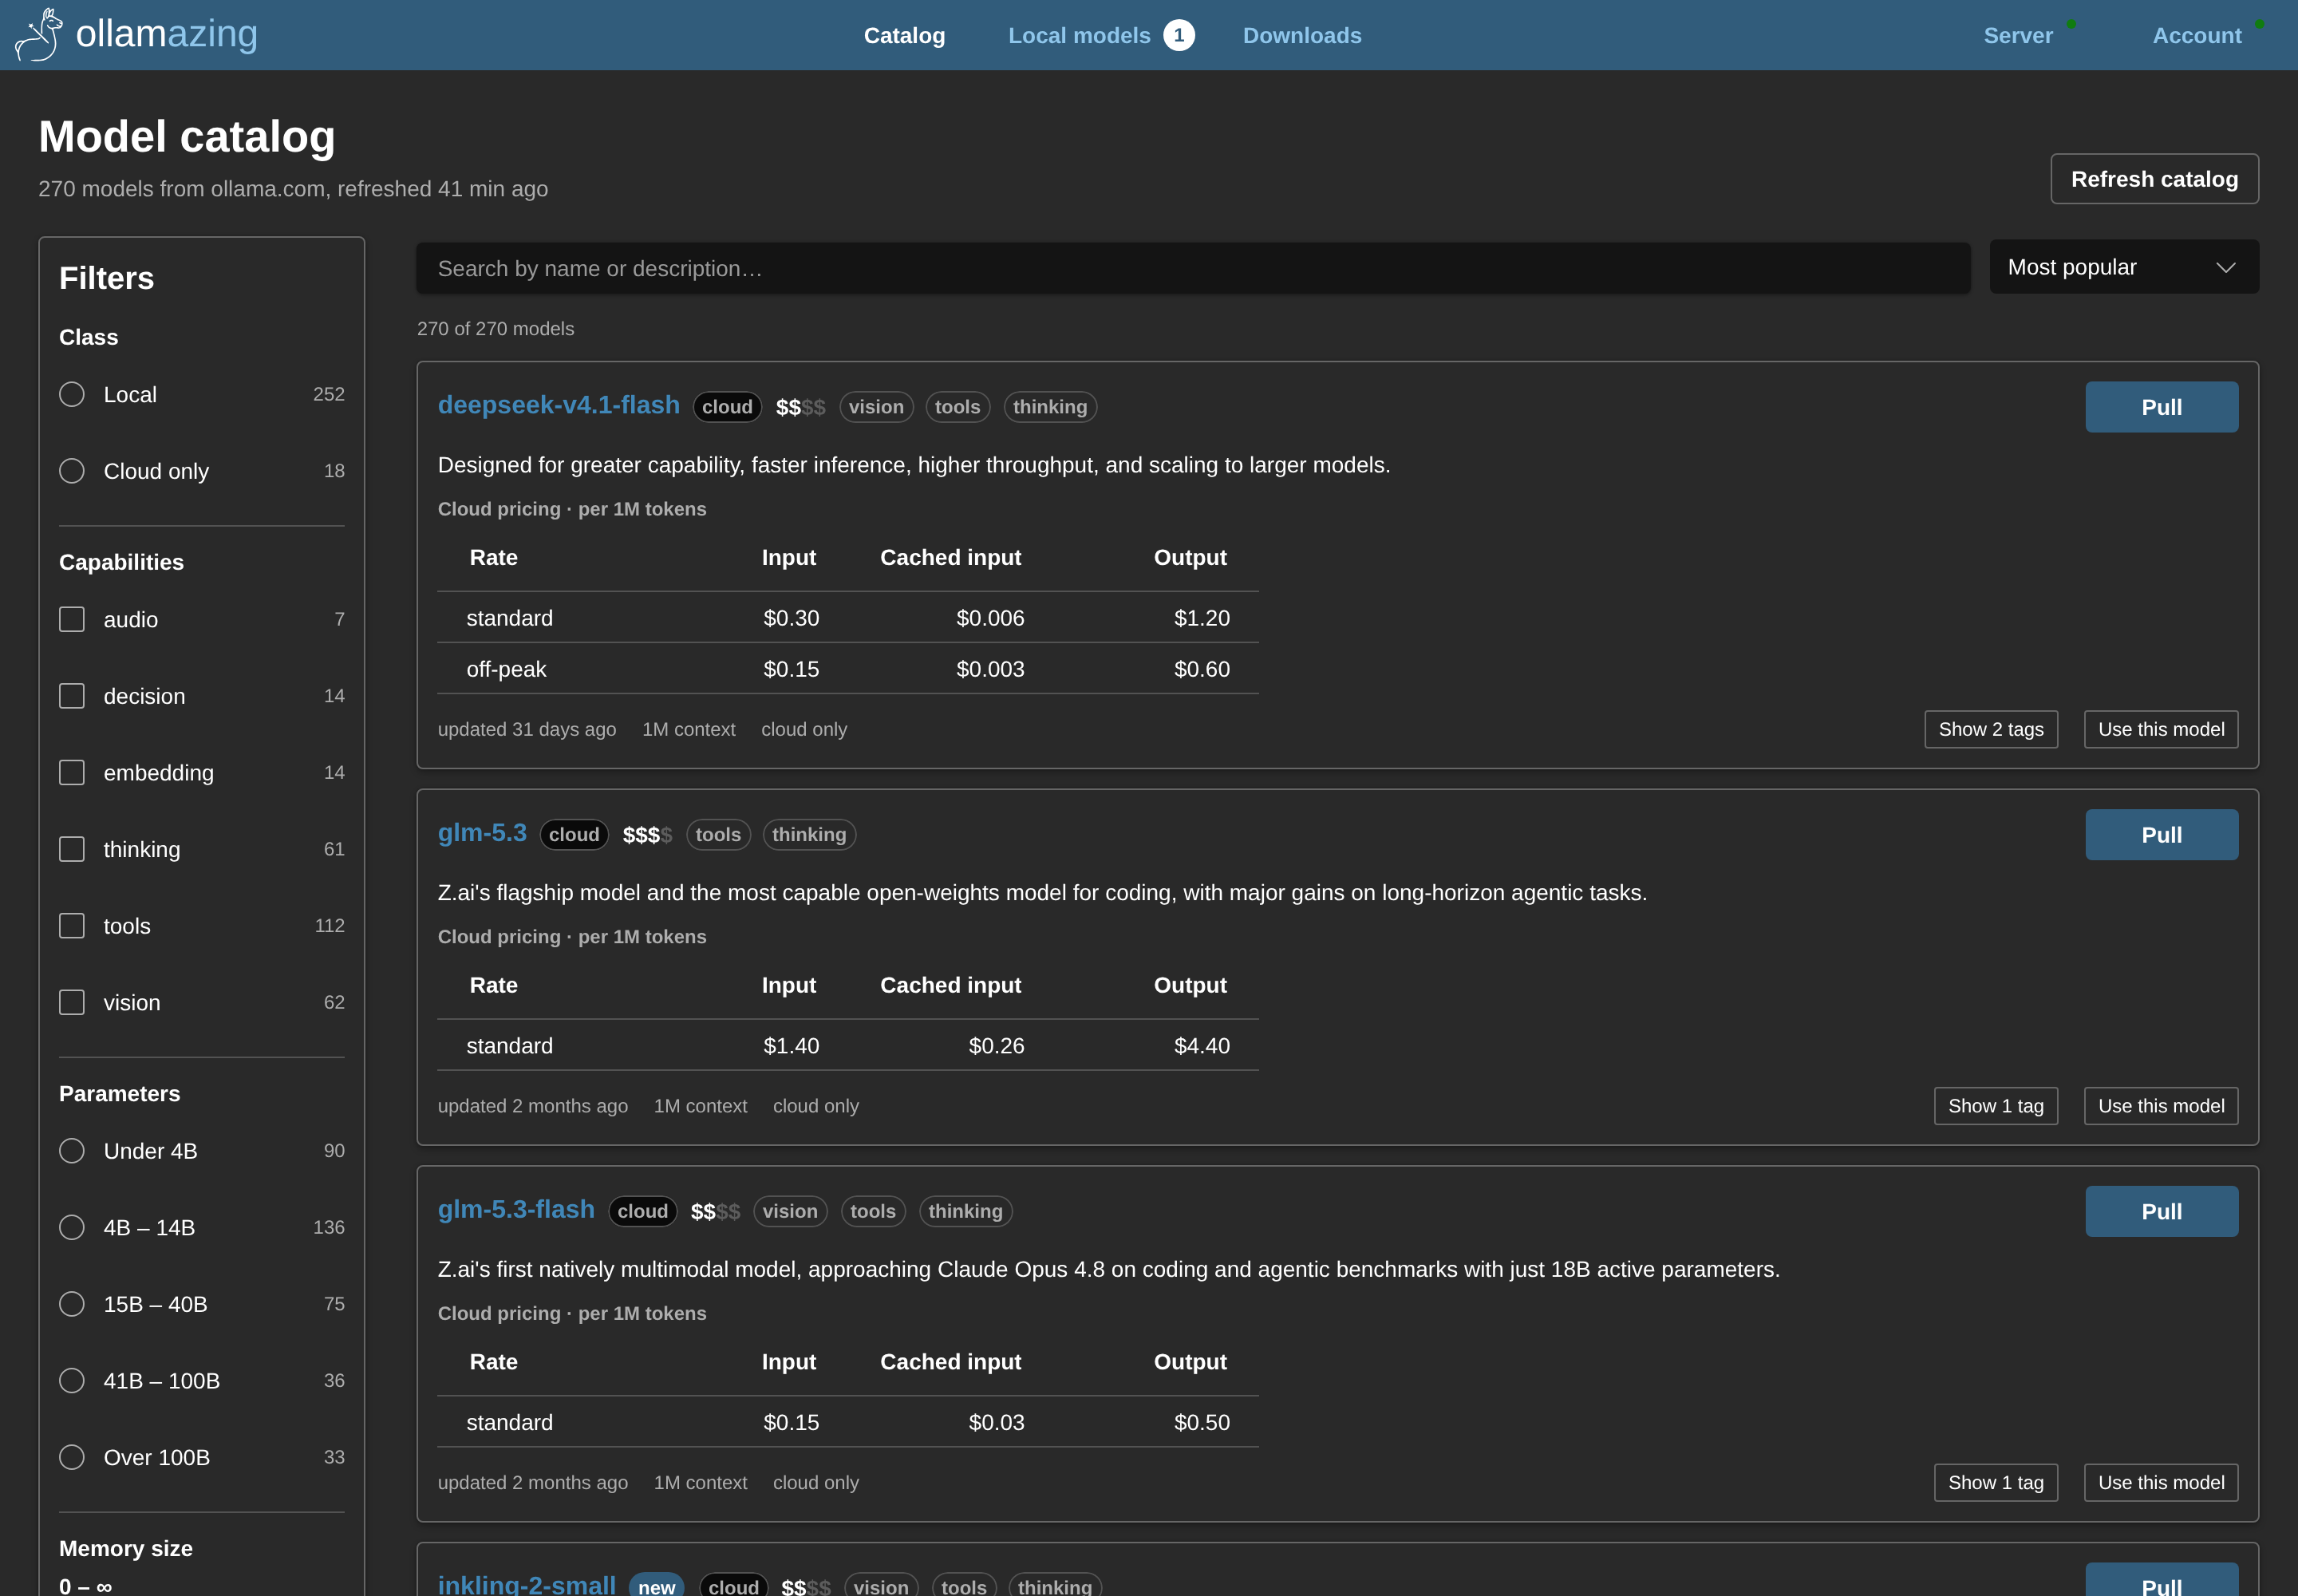 ollamazing
Catalog
Local models 1
Downloads
Server
Account
Model catalog
270 models from ollama.com, refreshed 41 min ago
Refresh catalog
Filters
Class
Local 252
Cloud only 18
Capabilities
audio 7
decision 14
embedding 14
thinking 61
tools 112
vision 62
Parameters
Under 4B 90
4B – 14B 136
15B – 40B 75
41B – 100B 36
Over 100B 33
Memory size
0 – ∞
Search by name or description…
Most popular
270 of 270 models
deepseek-v4.1-flash cloud $$$$ vision tools thinking
Pull
Designed for greater capability, faster inference, higher throughput, and scaling to larger models.
Cloud pricing · per 1M tokens
Rate Input Cached input Output
standard $0.30 $0.006 $1.20
off-peak $0.15 $0.003 $0.60
updated 31 days ago 1M context cloud only
Show 2 tags
Use this model
glm-5.3 cloud $$$$ tools thinking
Pull
Z.ai's flagship model and the most capable open-weights model for coding, with major gains on long-horizon agentic tasks.
Cloud pricing · per 1M tokens
Rate Input Cached input Output
standard $1.40 $0.26 $4.40
updated 2 months ago 1M context cloud only
Show 1 tag
Use this model
glm-5.3-flash cloud $$$$ vision tools thinking
Pull
Z.ai's first natively multimodal model, approaching Claude Opus 4.8 on coding and agentic benchmarks with just 18B active parameters.
Cloud pricing · per 1M tokens
Rate Input Cached input Output
standard $0.15 $0.03 $0.50
updated 2 months ago 1M context cloud only
Show 1 tag
Use this model
inkling-2-small new cloud $$$$ vision tools thinking
Pull